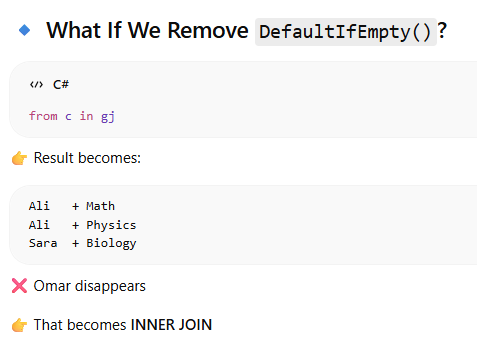 🔹 What If We Remove DefaultIfEmpty()?
</> C#
from c in gj
👉 Result becomes:
Ali   + Math
Ali   + Physics
Sara  + Biology
❌ Omar disappears
👉 That becomes INNER JOIN